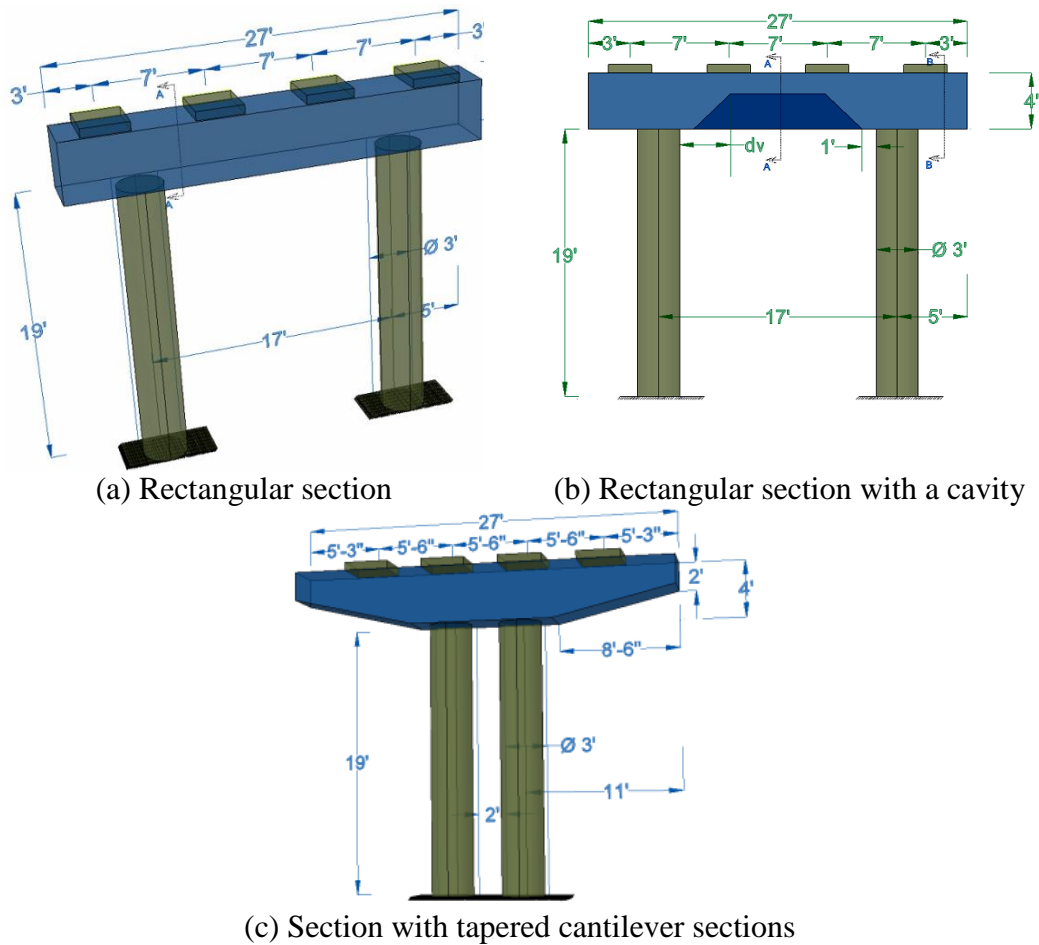 27'
3' 7' 7' 7' 3'
A
A
19'
Ø 3'
17' 5'
(a) Rectangular section
27'
3' 7' 7' 7' 3'
A B
4'
dv 1'
A B
19'
Ø 3'
17' 5'
(b) Rectangular section with a cavity
27'
5'-3" 5'-6" 5'-6" 5'-6" 5'-3"
2'
4'
8'-6"
19'
Ø 3'
11'
2'
(c) Section with tapered cantilever sections